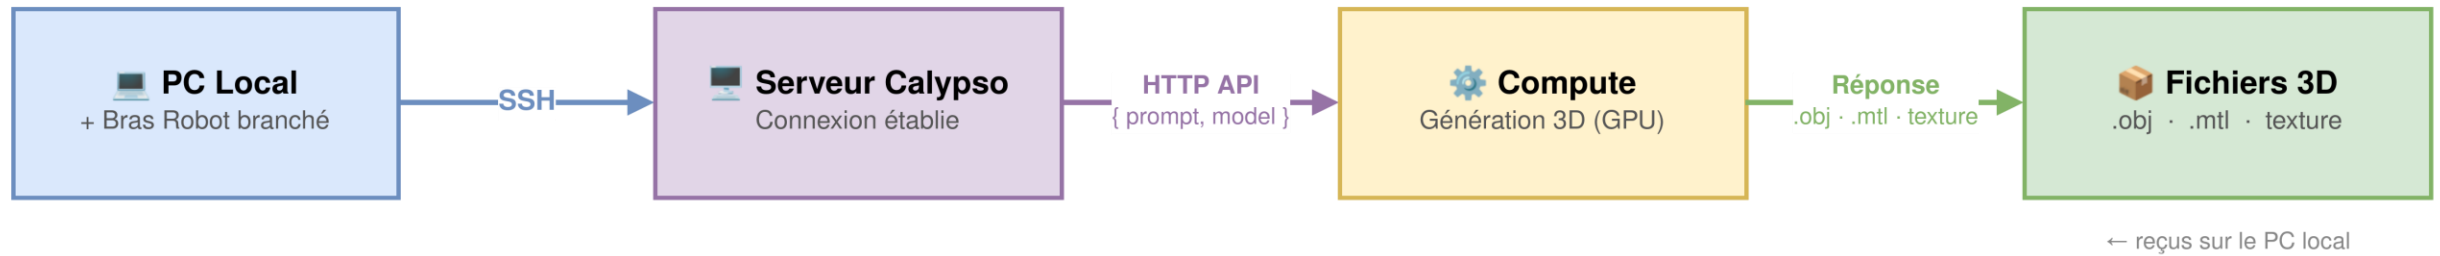 PC Local
+ Bras Robot branché
SSH
Serveur Calypso
Connexion établie
HTTP API
{ prompt, model }
Compute
Génération 3D (GPU)
Réponse
.obj · .mtl · texture
Fichiers 3D
.obj · .mtl · texture
← reçus sur le PC local